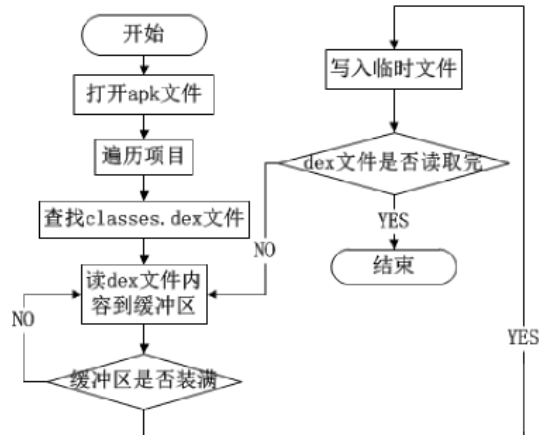 开始
打开apk文件
遍历项目
查找classes.dex文件
读dex文件内
容到缓冲区
NO
缓冲区是否装满
写入临时文件
dex文件是否读取完
NO
YES
结束
YES